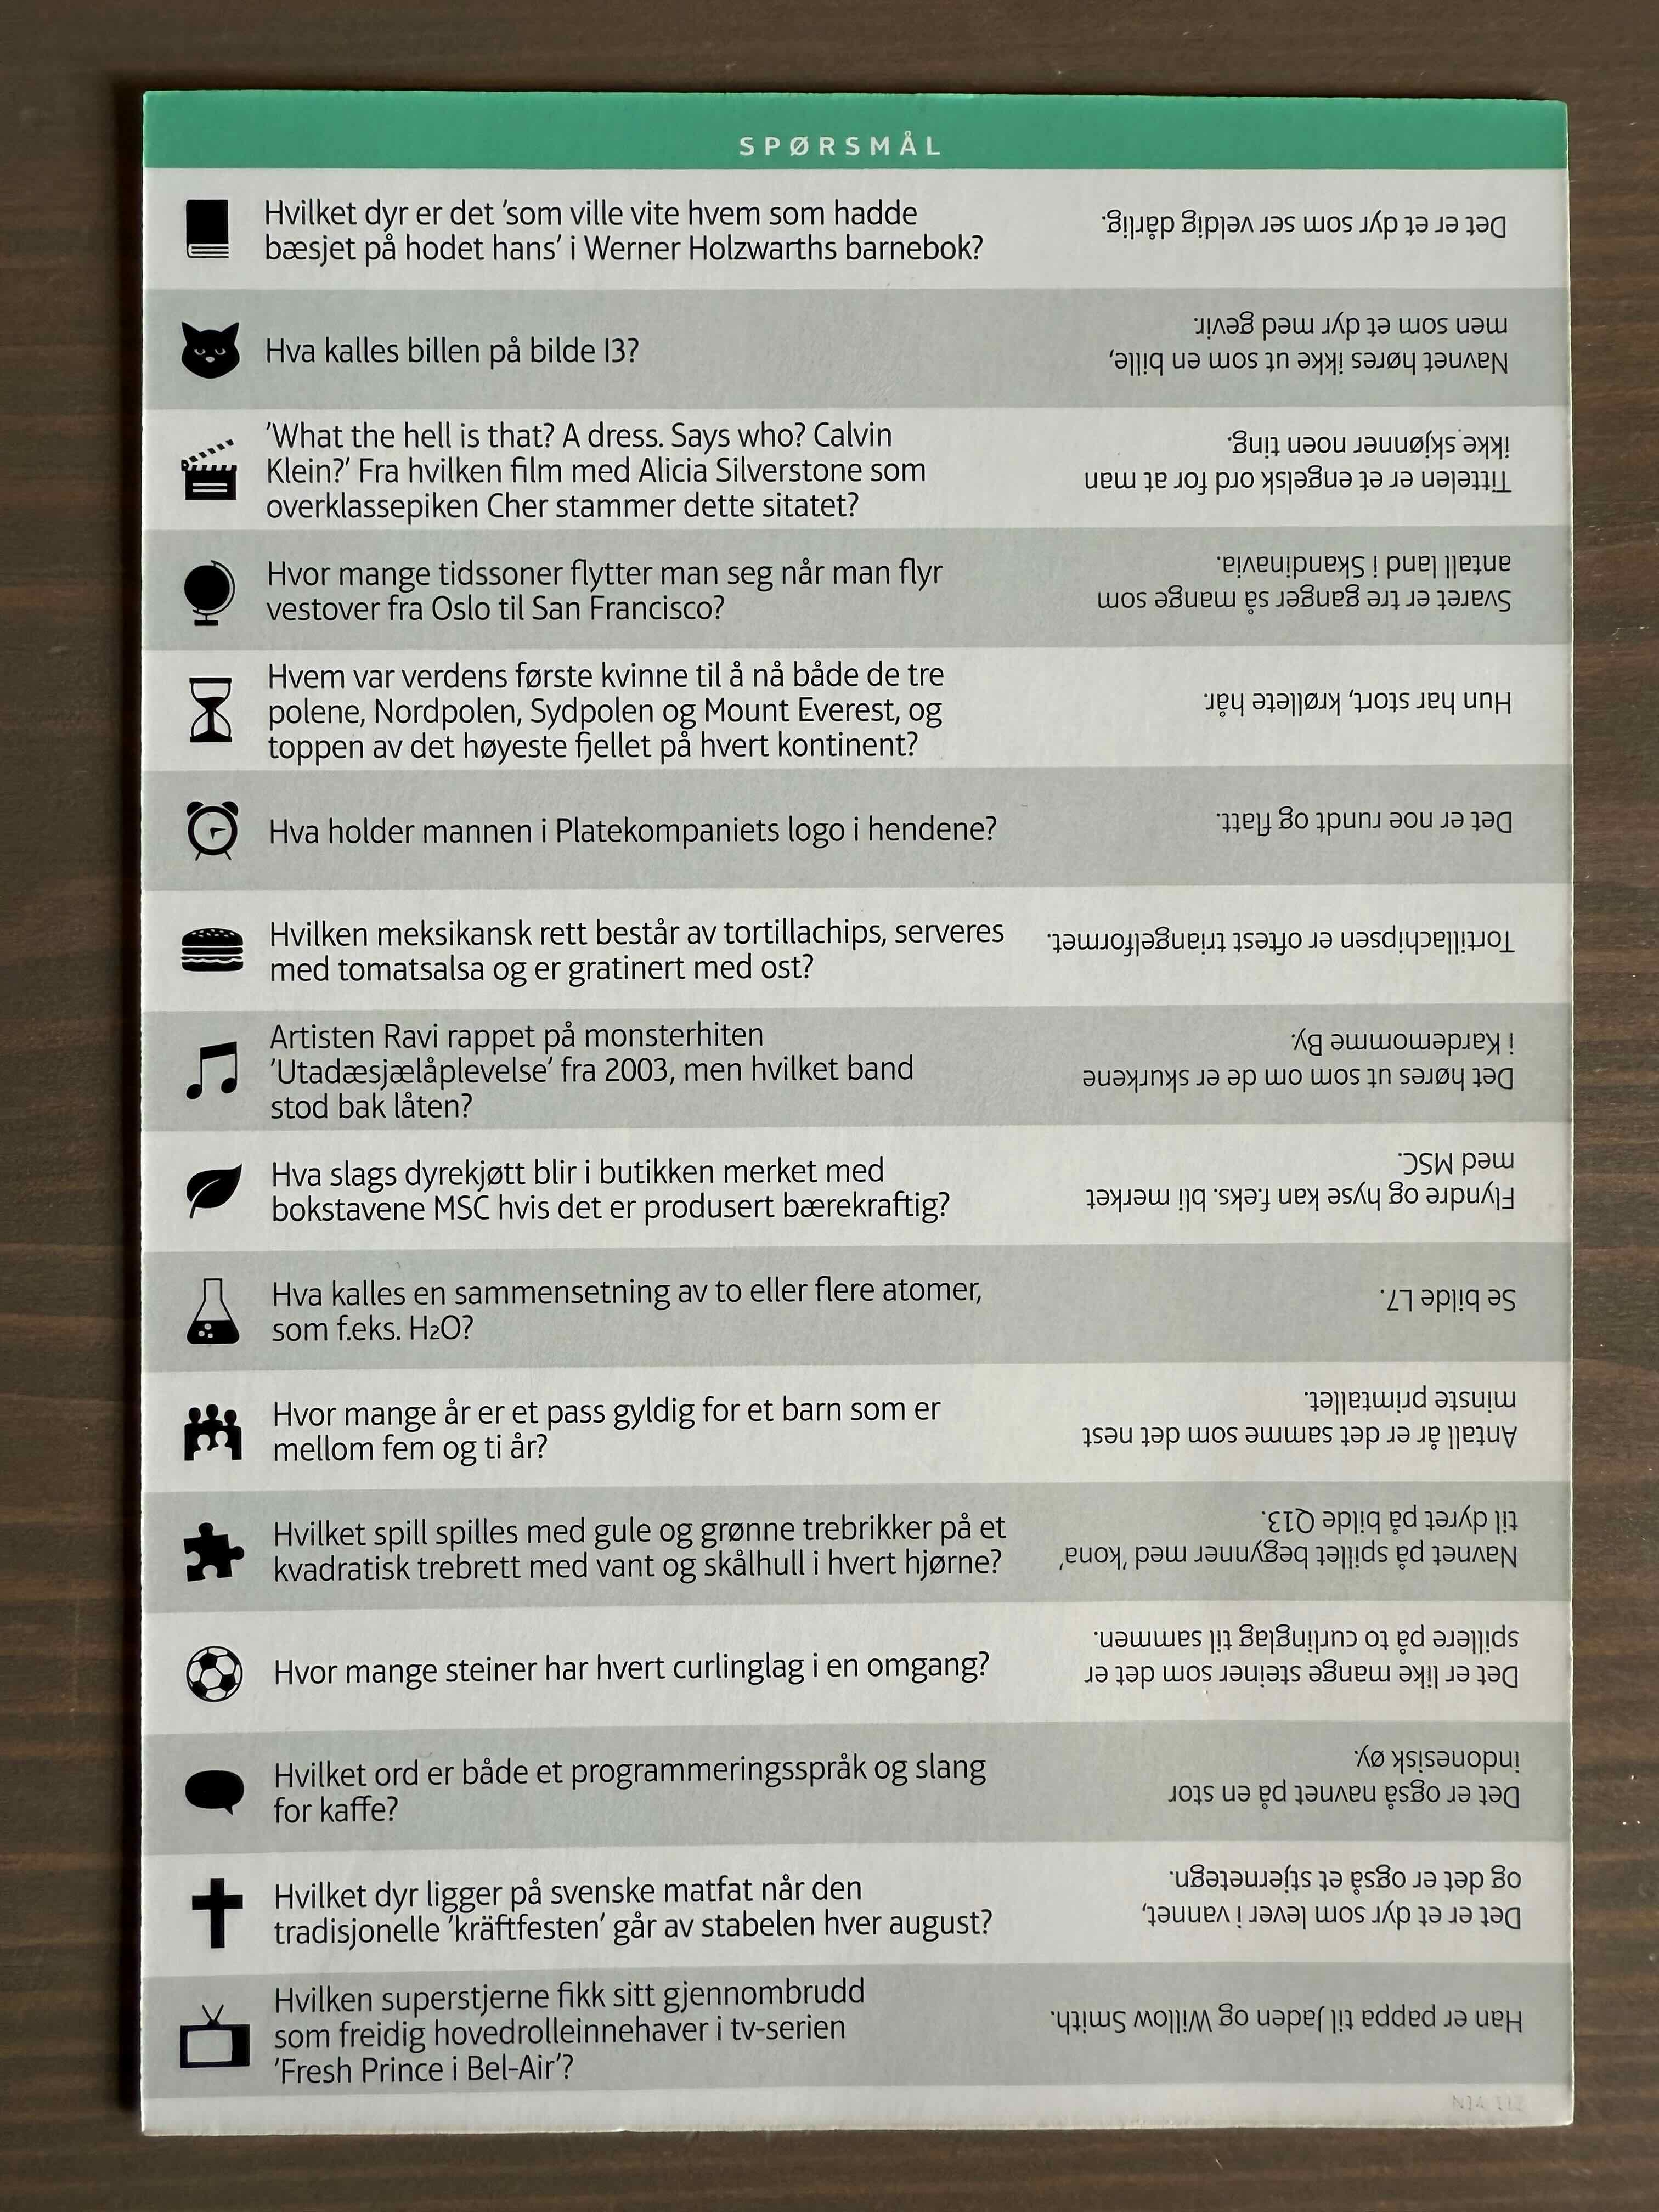 SPØRSMÅL
Hvilket dyr er det 'som ville vite hvem som hadde
bæsjet på hodet hans' i Werner Holzwarths barnebok?
Det er et dyr som ser veldig dårlig.
Hva kalles billen på bilde I3?
Navnet høres ikke ut som en bille,
men som et dyr med gevir.
'What the hell is that? A dress. Says who? Calvin
Klein?' Fra hvilken film med Alicia Silverstone som
overklassepiken Cher stammer dette sitatet?
Tittelen er et engelsk ord for at man
ikke skjønner noen ting.
Hvor mange tidssoner flytter man seg når man flyr
vestover fra Oslo til San Francisco?
Svaret er tre ganger så mange som
antall land i Skandinavia.
Hvem var verdens første kvinne til å nå både de tre
polene, Nordpolen, Sydpolen og Mount Everest, og
toppen av det høyeste fjellet på hvert kontinent?
Hun har stort, krøllete hår.
Hva holder mannen i Platekompaniets logo i hendene?
Det er noe rundt og flatt.
Hvilken meksikansk rett består av tortillachips, serveres
med tomatsalsa og er gratinert med ost?
Tortillachipsen er oftest triangelformet.
Artisten Ravi rappet på monsterhiten
'Utadæsjælåplevelse' fra 2003, men hvilket band
stod bak låten?
Det høres ut som om de er skurkene
i Kardemomme By.
Hva slags dyrekjøtt blir i butikken merket med
bokstavene MSC hvis det er produsert bærekraftig?
Flyndre og hyse kan f.eks. bli merket
med MSC.
Hva kalles en sammensetning av to eller flere atomer,
som f.eks. H₂O?
Se bilde L7.
Hvor mange år er et pass gyldig for et barn som er
mellom fem og ti år?
Antall år er det samme som det nest
minste primtallet.
Hvilket spill spilles med gule og grønne trebrikker på et
kvadratisk trebrett med vant og skålhull i hvert hjørne?
Navnet på spillet begynner med 'kona'
til dyret på bilde Q13.
Hvor mange steiner har hvert curlinglag i en omgang?
Det er like mange steiner som det er
spillere på to curlinglag til sammen.
Hvilket ord er både et programmeringsspråk og slang
for kaffe?
Det er også navnet på en stor
indonesisk øy.
Hvilket dyr ligger på svenske matfat når den
tradisjonelle 'kräftfesten' går av stabelen hver august?
Det er et dyr som lever i vannet,
og det er også et stjernetegn.
Hvilken superstjerne fikk sitt gjennombrudd
som freidig hovedrolleinnehaver i tv-serien
'Fresh Prince i Bel-Air'?
Han er pappa til Jaden og Willow Smith.
N14 112